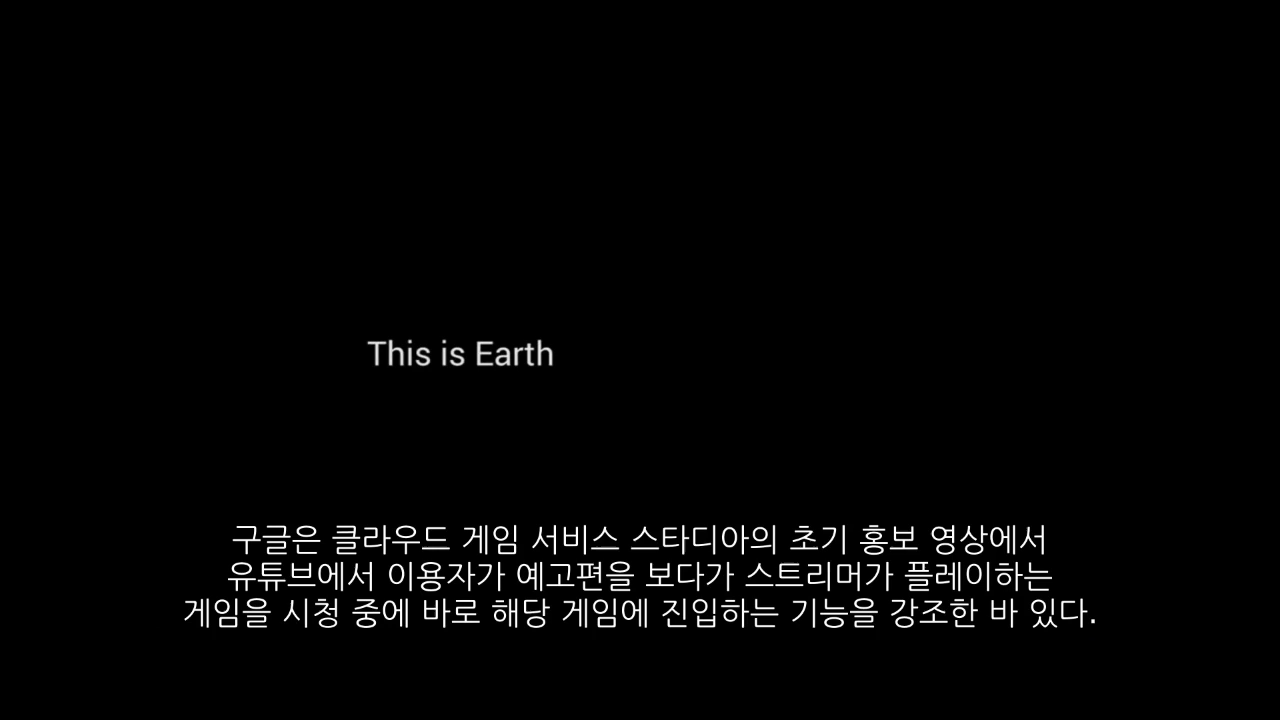 This is Earth
구글은 클라우드 게임 서비스 스타디아의 초기 홍보 영상에서
유튜브에서 이용자가 예고편을 보다가 스트리머가 플레이하는
게임을 시청 중에 바로 해당 게임에 진입하는 기능을 강조한 바 있다.